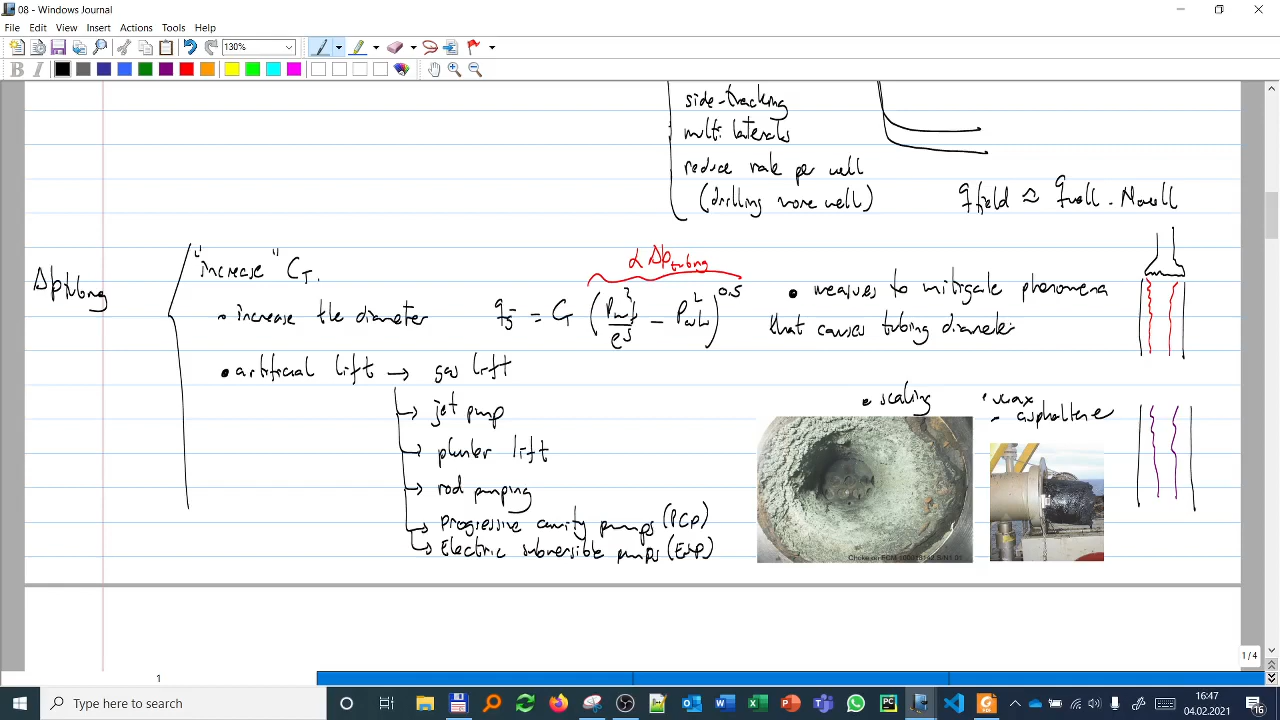 08 - Windows Journal
File Edit View Insert Actions Tools Help
130%
B I
side-tracking
multi laterals
reduce rate per well
(drilling more well)
qfield ≈ qwell . Nwell
Δptubing
"increase" CT.
• increase the diameter
α Δptubing
qg̅ = CT (Pwf² / e^s − Pwh²)^0.5
• artificial lift → gas lift
→ jet pump
→ plunler lift
→ rod pumping
→ Progressive cavity pumps (PCP)
→ Electric submersible pumps (ESP)
• measures to mitigate phenomena
that causes tubing diameter
• scaling
• wax
• asphaltene
1/4
1
Type here to search
16:47
04.02.2021